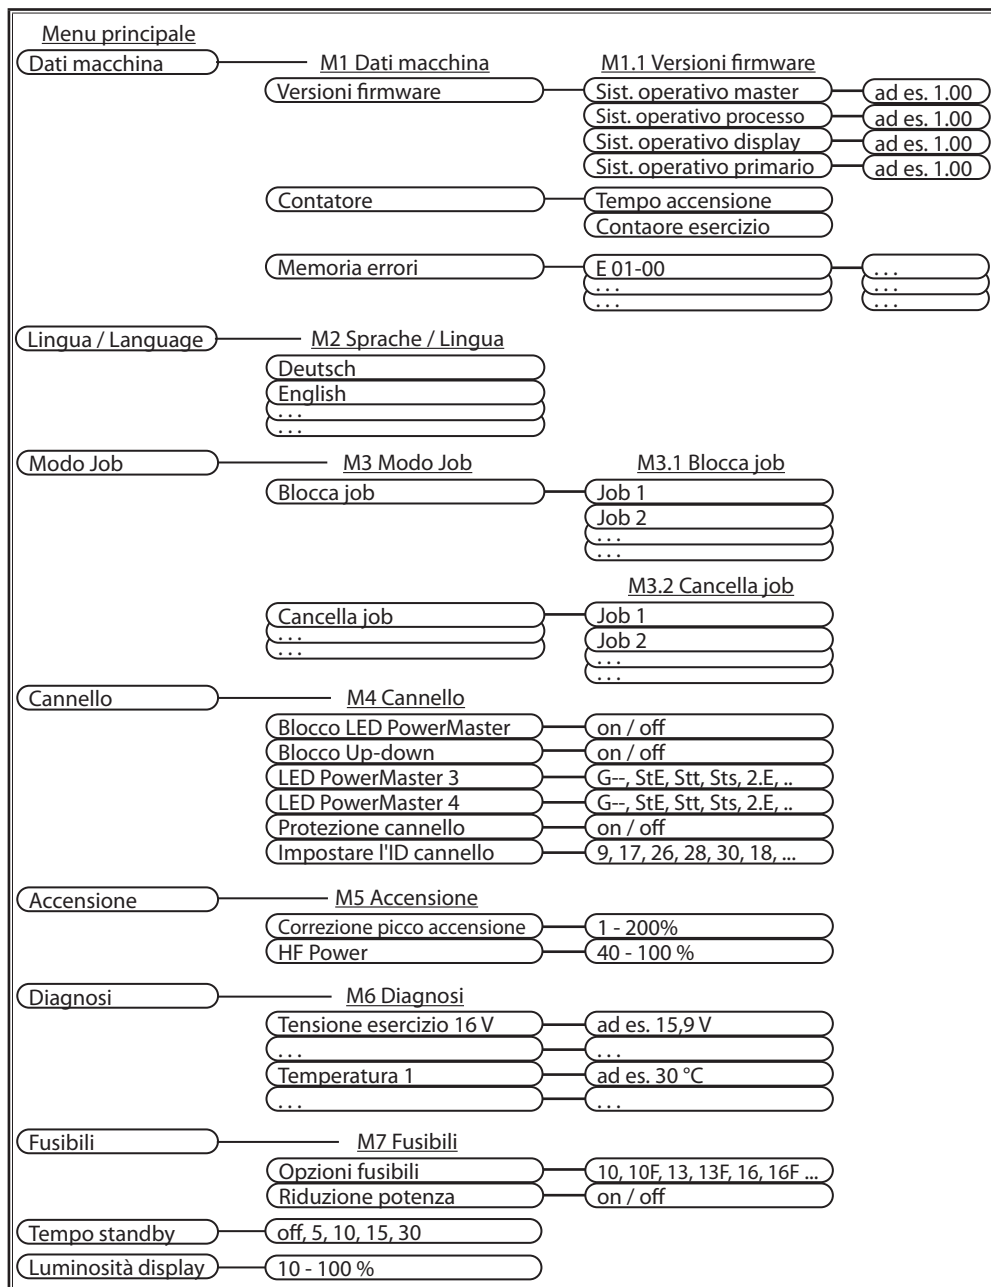 Menu principale
Dati macchina M1 Dati macchina M1.1 Versioni firmware
Versioni firmware Sist. operativo master ad es. 1.00
Sist. operativo processo ad es. 1.00
Sist. operativo display ad es. 1.00
Sist. operativo primario ad es. 1.00
Contatore Tempo accensione
Contaore esercizio
Memoria errori E 01-00 . . .
. . . . . .
. . . . . .
Lingua / Language M2 Sprache / Lingua
Deutsch
English
. . .
. . .
Modo Job M3 Modo Job M3.1 Blocca job
Blocca job Job 1
Job 2
. . .
. . .
M3.2 Cancella job
Cancella job Job 1
. . . Job 2
. . . . . .
. . .
Cannello M4 Cannello
Blocco LED PowerMaster on / off
Blocco Up-down on / off
LED PowerMaster 3 G--, StE, Stt, Sts, 2.E, ..
LED PowerMaster 4 G--, StE, Stt, Sts, 2.E, ..
Protezione cannello on / off
Impostare l'ID cannello 9, 17, 26, 28, 30, 18, ...
Accensione M5 Accensione
Correzione picco accensione 1 - 200%
HF Power 40 - 100 %
Diagnosi M6 Diagnosi
Tensione esercizio 16 V ad es. 15,9 V
. . . . . .
Temperatura 1 ad es. 30 °C
. . . . . .
Fusibili M7 Fusibili
Opzioni fusibili 10, 10F, 13, 13F, 16, 16F ...
Riduzione potenza on / off
Tempo standby off, 5, 10, 15, 30
Luminosità display 10 - 100 %